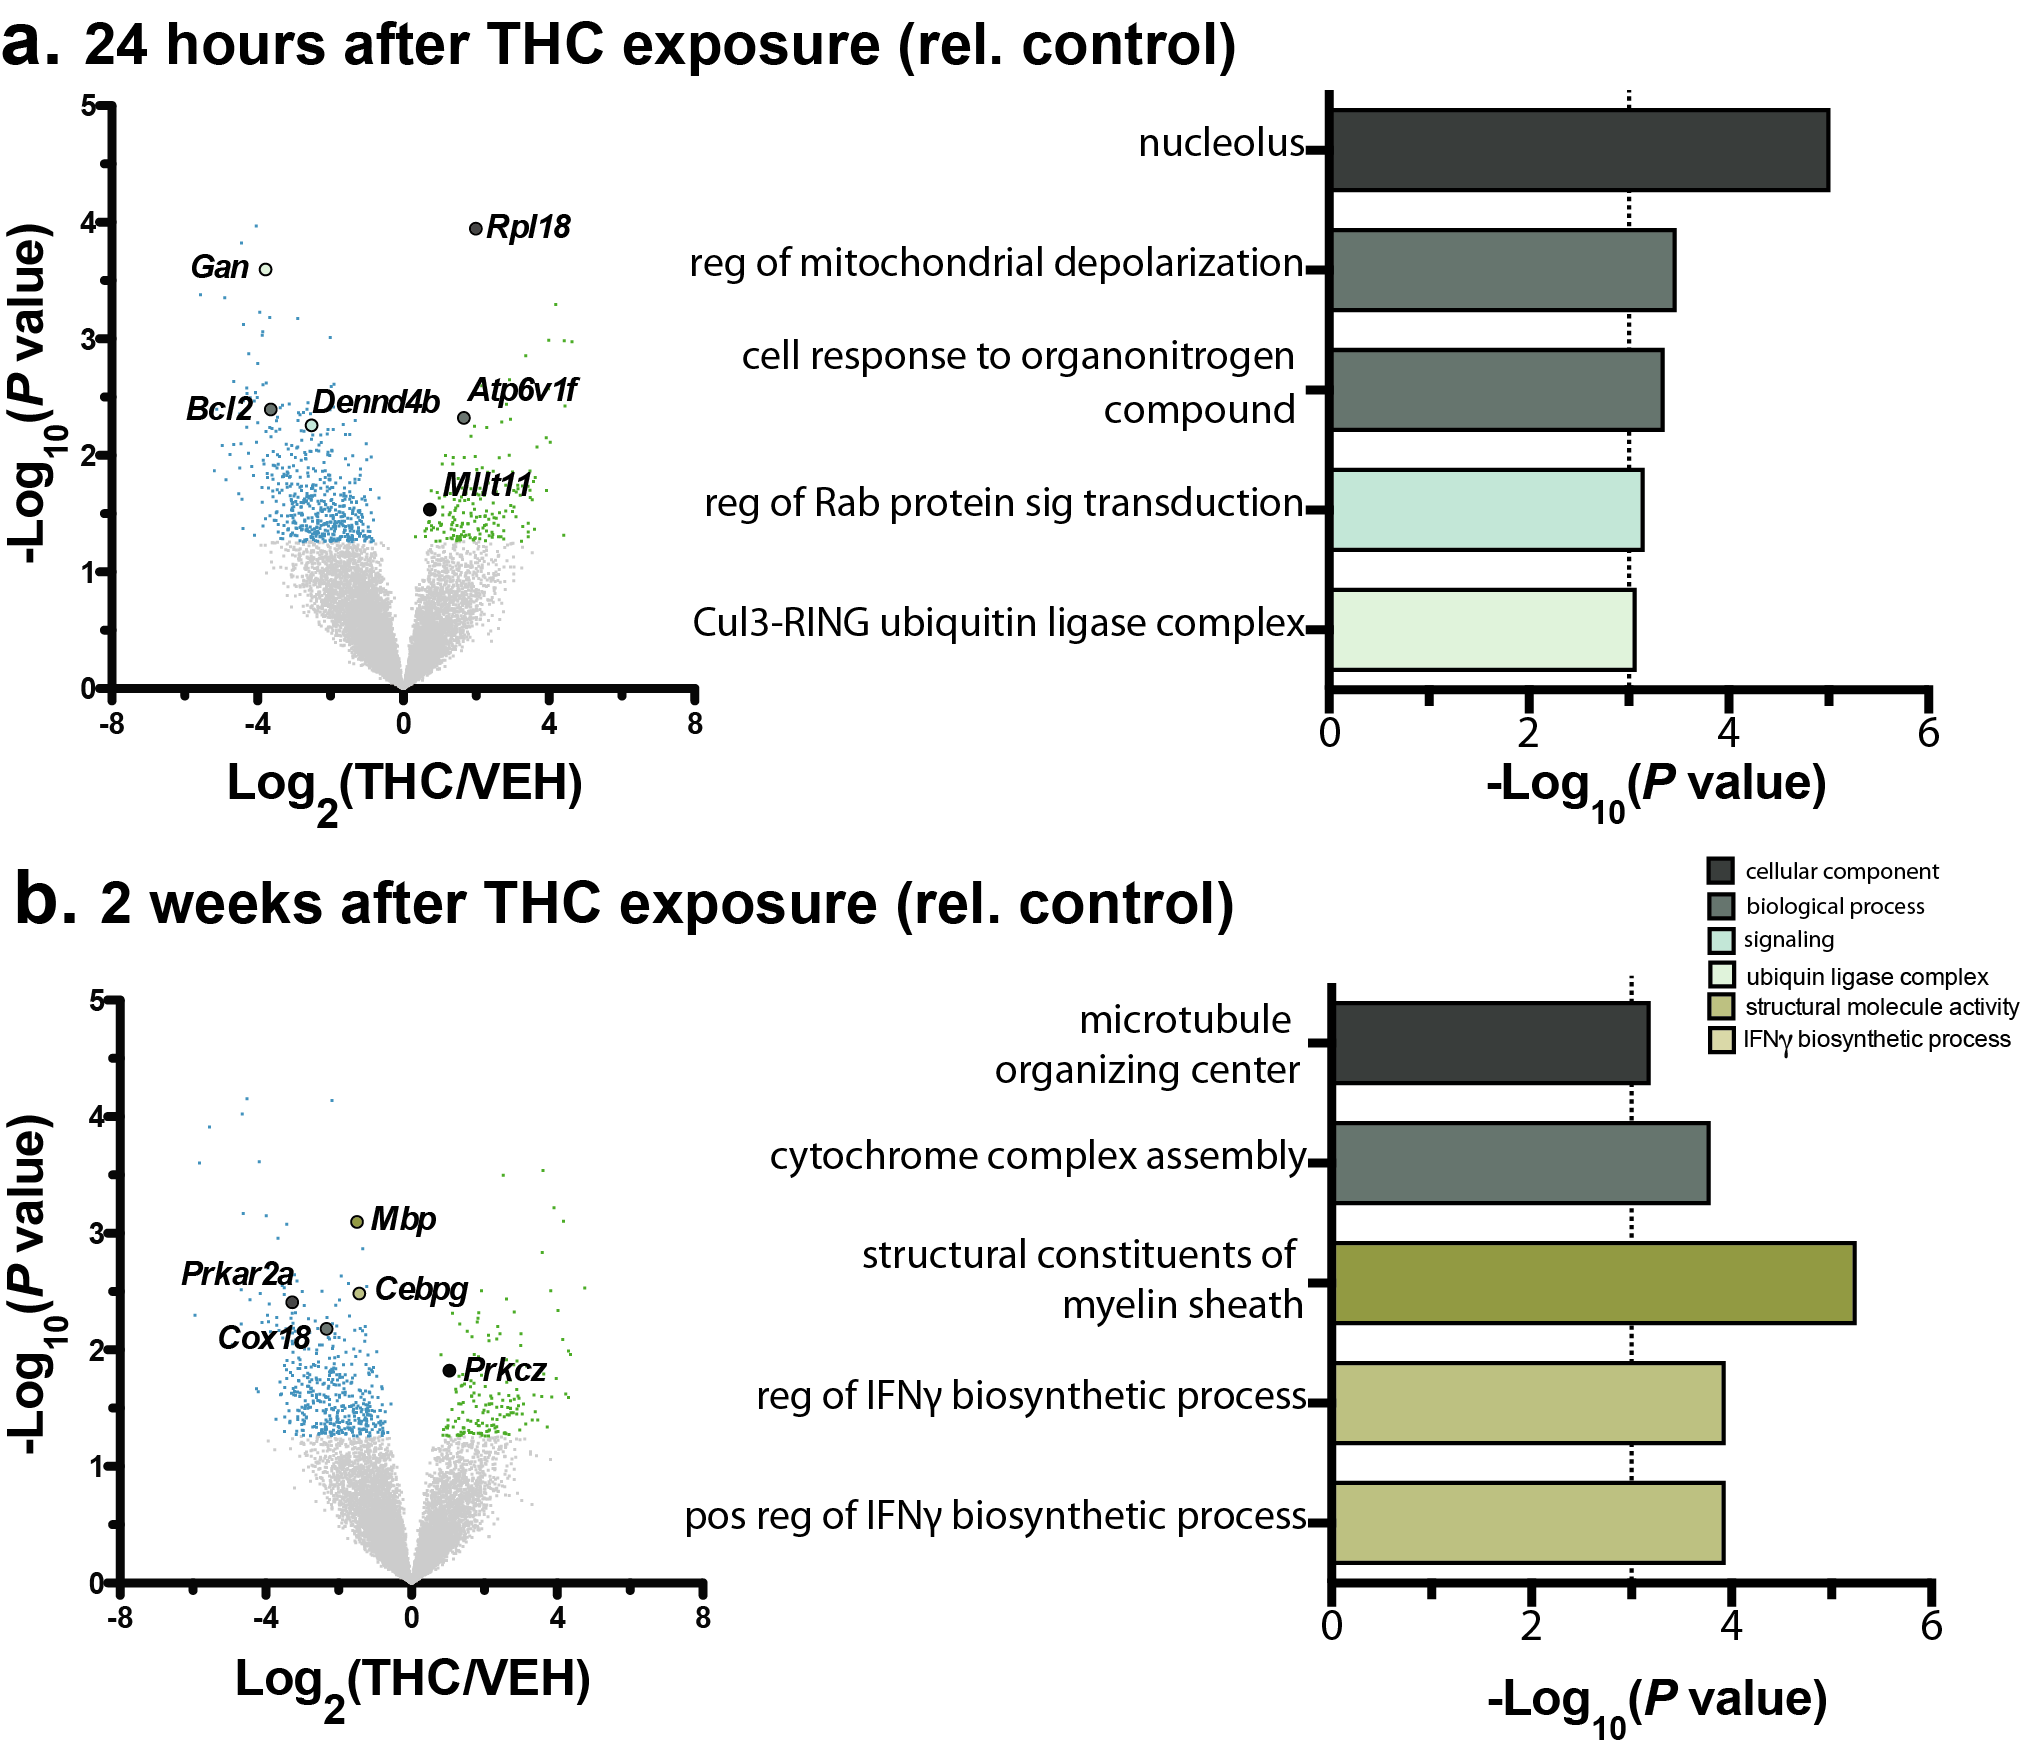 a. 24 hours after THC exposure (rel. control)
5
4
3
2
1
0
-Log10(P value)
Rpl18
Gan
Bcl2
Dennd4b
Atp6v1f
Mllt11
-8
-4
0
4
8
Log2(THC/VEH)
nucleolus
reg of mitochondrial depolarization
cell response to organonitrogen
compound
reg of Rab protein sig transduction
Cul3-RING ubiquitin ligase complex
0
2
4
6
-Log10(P value)
b. 2 weeks after THC exposure (rel. control)
cellular component
biological process
signaling
ubiquin ligase complex
structural molecule activity
IFNγ biosynthetic process
5
4
3
2
1
0
-Log10(P value)
Mbp
Prkar2a
Cebpg
Cox18
Prkcz
-8
-4
0
4
8
Log2(THC/VEH)
microtubule
organizing center
cytochrome complex assembly
structural constituents of
myelin sheath
reg of IFNγ biosynthetic process
pos reg of IFNγ biosynthetic process
0
2
4
6
-Log10(P value)